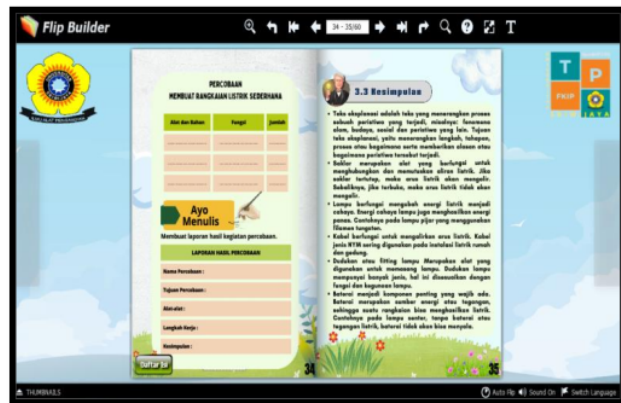 Flip Builder
34 - 35/60
T
PERCOBAAN
MEMBUAT RANGKAIAN LISTRIK SEDERHANA
Alat dan Bahan Fungsi Jumlah
Ayo
Menulis
Membuat laporan hasil kegiatan percobaan.
LAPORAN HASIL PERCOBAAN
Nama Percobaan :
Tujuan Percobaan :
Alat-alat :
Langkah Kerja :
Kesimpulan :
Daftar Isi
34
3.3 Kesimpulan
• Teks eksplanasi adalah teks yang menerangkan proses
sebuah peristiwa yang terjadi, misalnya: fenomena
alam, budaya, sosial dan peristiwa yang lain. Tujuan
teks eksplanasi, yaitu menerangkan langkah, tahapan,
proses atau bagaimana serta memberikan alasan atau
bagaimana peristiwa tersebut terjadi.
• Saklar merupakan alat yang berfungsi untuk
menghubungkan dan memutuskan aliran listrik. Jika
saklar tertutup, maka arus listrik akan mengalir.
Sebaliknya, jika terbuka, maka arus listrik tidak akan
mengalir.
• Lampu berfungsi mengubah energi listrik menjadi
cahaya. Energi cahaya lampu juga menghasilkan energi
panas. Contohnya pada lampu pijar yang menggunakan
filamen tungsten.
• Kabel berfungsi untuk mengalirkan arus listrik. Kabel
jenis NYM sering digunakan pada instalasi listrik rumah
dan gedung.
• Dudukan atau fitting lampu Merupakan alat yang
digunakan untuk memasang lampu. Dudukan lampu
mempunyai banyak jenis, hal ini disesuaikan dengan
fungsi dan kegunaan lampu.
• Baterai menjadi komponen penting yang wajib ada.
Baterai merupakan sumber energi atau tegangan,
sehingga suatu rangkaian bisa menghasilkan listrik.
Contohnya pada lampu senter, tanpa baterai atau
tegangan listrik, baterai tidak akan bisa menyala.
35
T P
FKIP
THUMBNAILS
Auto Flip Sound On Switch Language